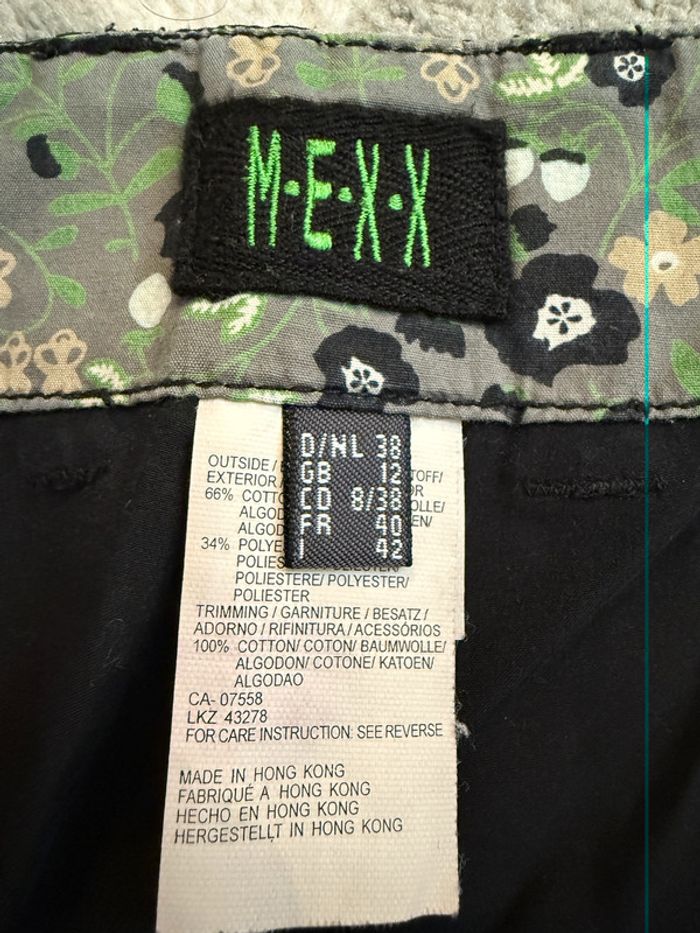 M·E·X·X
D/NL 38
GB 12
CD 8/38
FR 40
I 42
OUTSIDE /
EXTERIOR
66%
ALGOD
ALGOD
34%
POLIESTERE/ POLYESTER/
POLIESTER
TRIMMING / GARNITURE / BESATZ /
ADORNO / RIFINITURA / ACESSÓRIOS
100% COTTON/ COTON/ BAUMWOLLE/
ALGODON/ COTONE/ KATOEN/
ALGODAO
CA- 07558
LKZ 43278
FOR CARE INSTRUCTION: SEE REVERSE
MADE IN HONG KONG
FABRIQUÉ A HONG KONG
HECHO EN HONG KONG
HERGESTELLT IN HONG KONG